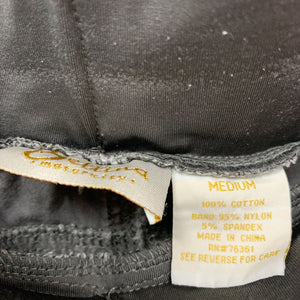 MEDIUM
100% COTTON
BAND: 95% NYLON
5% SPANDEX
MADE IN CHINA
RN#76361
SEE REVERSE FOR CARE